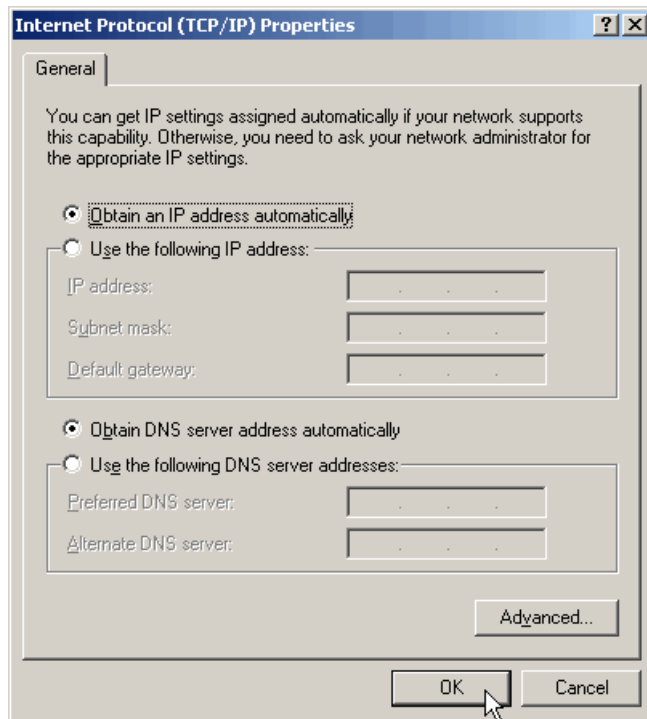 Internet Protocol (TCP/IP) Properties
General
You can get IP settings assigned automatically if your network supports
this capability. Otherwise, you need to ask your network administrator for
the appropriate IP settings.
Obtain an IP address automatically
Use the following IP address:
IP address:
Subnet mask:
Default gateway:
Obtain DNS server address automatically
Use the following DNS server addresses:
Preferred DNS server:
Alternate DNS server:
Advanced...
OK Cancel